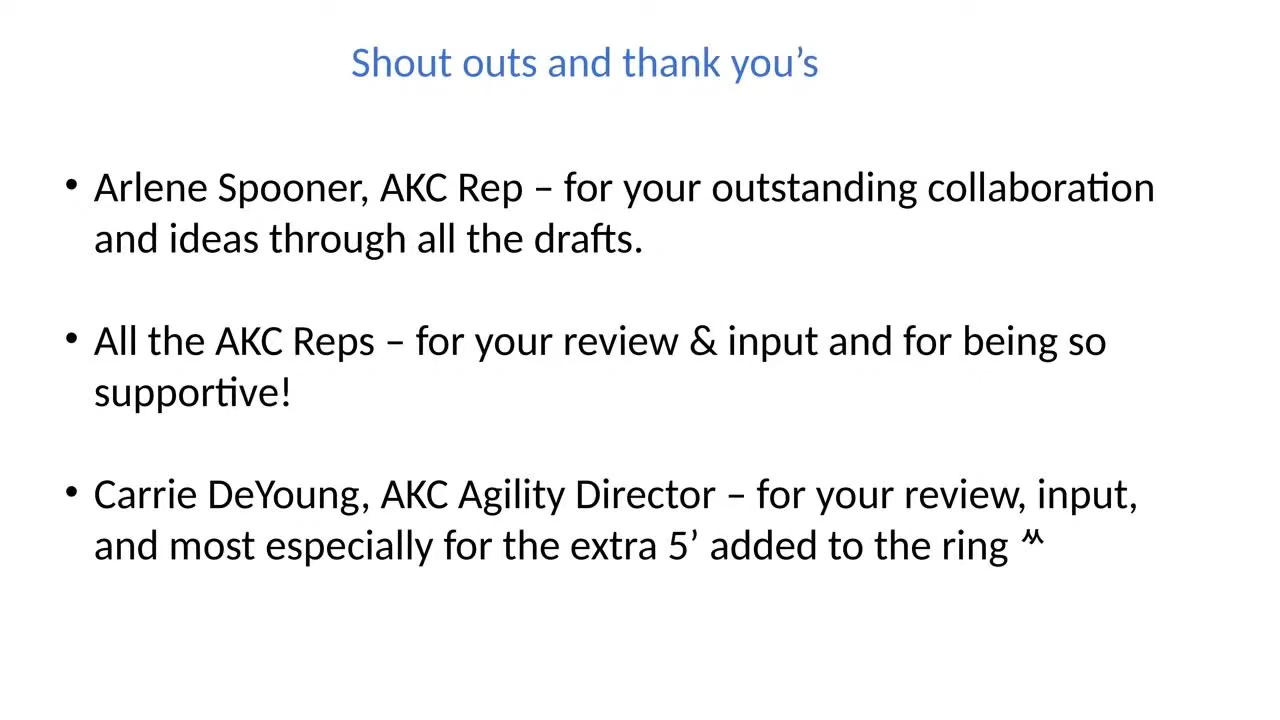 Shout outs and thank you’s
• Arlene Spooner, AKC Rep – for your outstanding collaboration
and ideas through all the drafts.
• All the AKC Reps – for your review & input and for being so
supportive!
• Carrie DeYoung, AKC Agility Director – for your review, input,
and most especially for the extra 5’ added to the ring